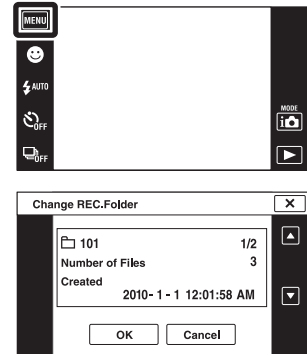 MENU
AUTO
OFF
OFF
MODE
Change REC.Folder
101 1/2
Number of Files 3
Created
2010- 1 - 1 12:01:58 AM
OK Cancel